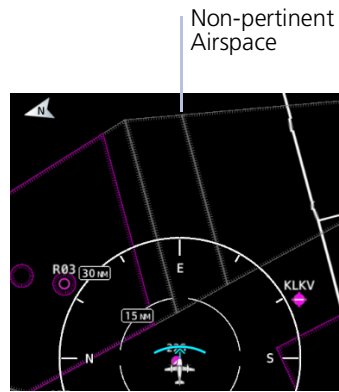 Non-pertinent
Airspace
N
R03
30 NM
E
KLKV
15 NM
N
S